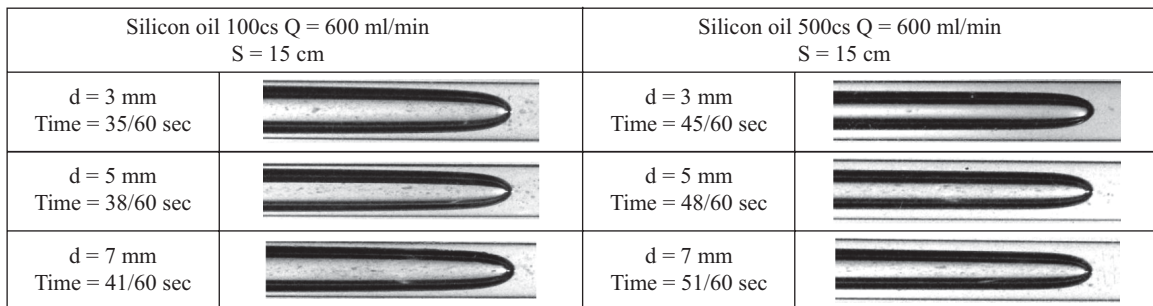 Silicon oil 100cs Q = 600 ml/min
S = 15 cm
Silicon oil 500cs Q = 600 ml/min
S = 15 cm
d = 3 mm
Time = 35/60 sec
d = 3 mm
Time = 45/60 sec
d = 5 mm
Time = 38/60 sec
d = 5 mm
Time = 48/60 sec
d = 7 mm
Time = 41/60 sec
d = 7 mm
Time = 51/60 sec